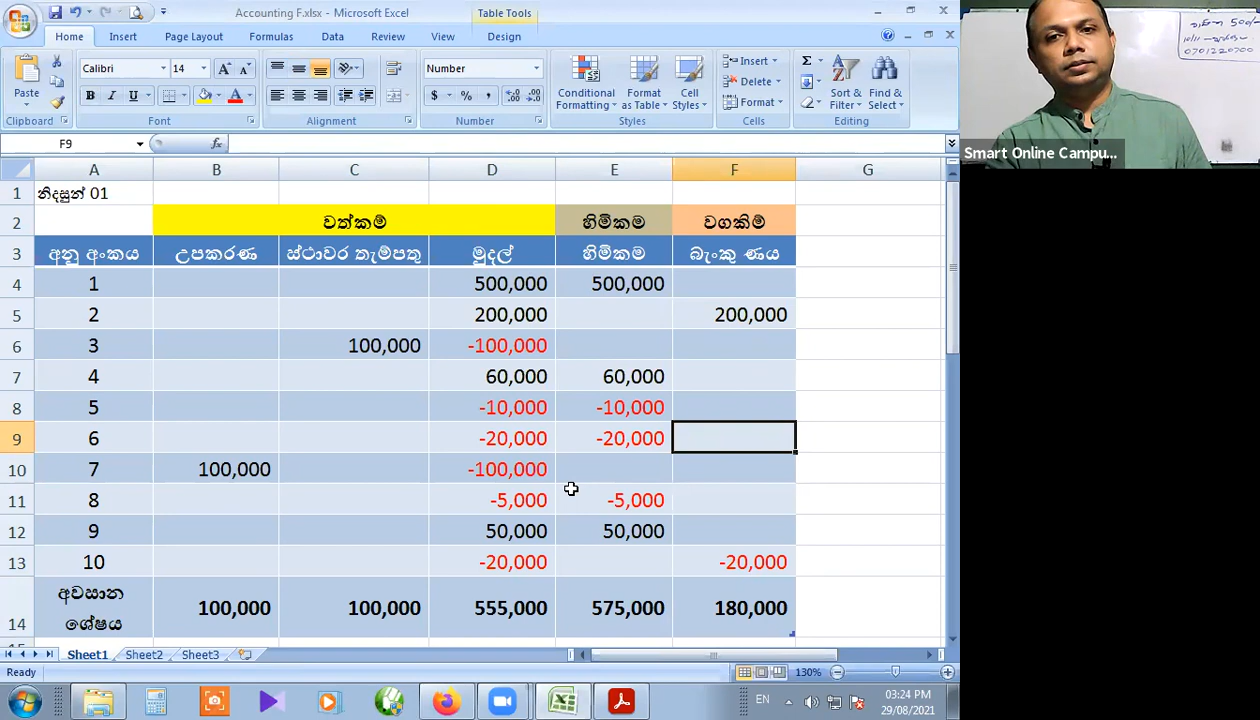 Accounting F.xlsx - Microsoft Excel
Table Tools
Home Insert Page Layout Formulas Data Review View Design
Paste
Calibri 14
B I U
Number
$ % ,
Conditional Formatting
Format as Table
Cell Styles
Insert
Delete
Format
Sort & Filter
Find & Select
Clipboard Font Alignment Number Styles Cells Editing
F9 fx
A B C D E F G
1 නිදසුන් 01
2 වත්කම් හිමිකම වගකිම්
3 අනු අංකය උපකරණ ස්ථාවර තැම්පතු මුදල් හිමිකම බැංකු ණය
4 1 500,000 500,000
5 2 200,000 200,000
6 3 100,000 -100,000
7 4 60,000 60,000
8 5 -10,000 -10,000
9 6 -20,000 -20,000
10 7 100,000 -100,000
11 8 -5,000 -5,000
12 9 50,000 50,000
13 10 -20,000 -20,000
අවසාන
14 ශේෂය 100,000 100,000 555,000 575,000 180,000
Sheet1 Sheet2 Sheet3
Ready 130%
EN 03:24 PM
29/08/2021
500/-
0701220700
Smart Online Campu...